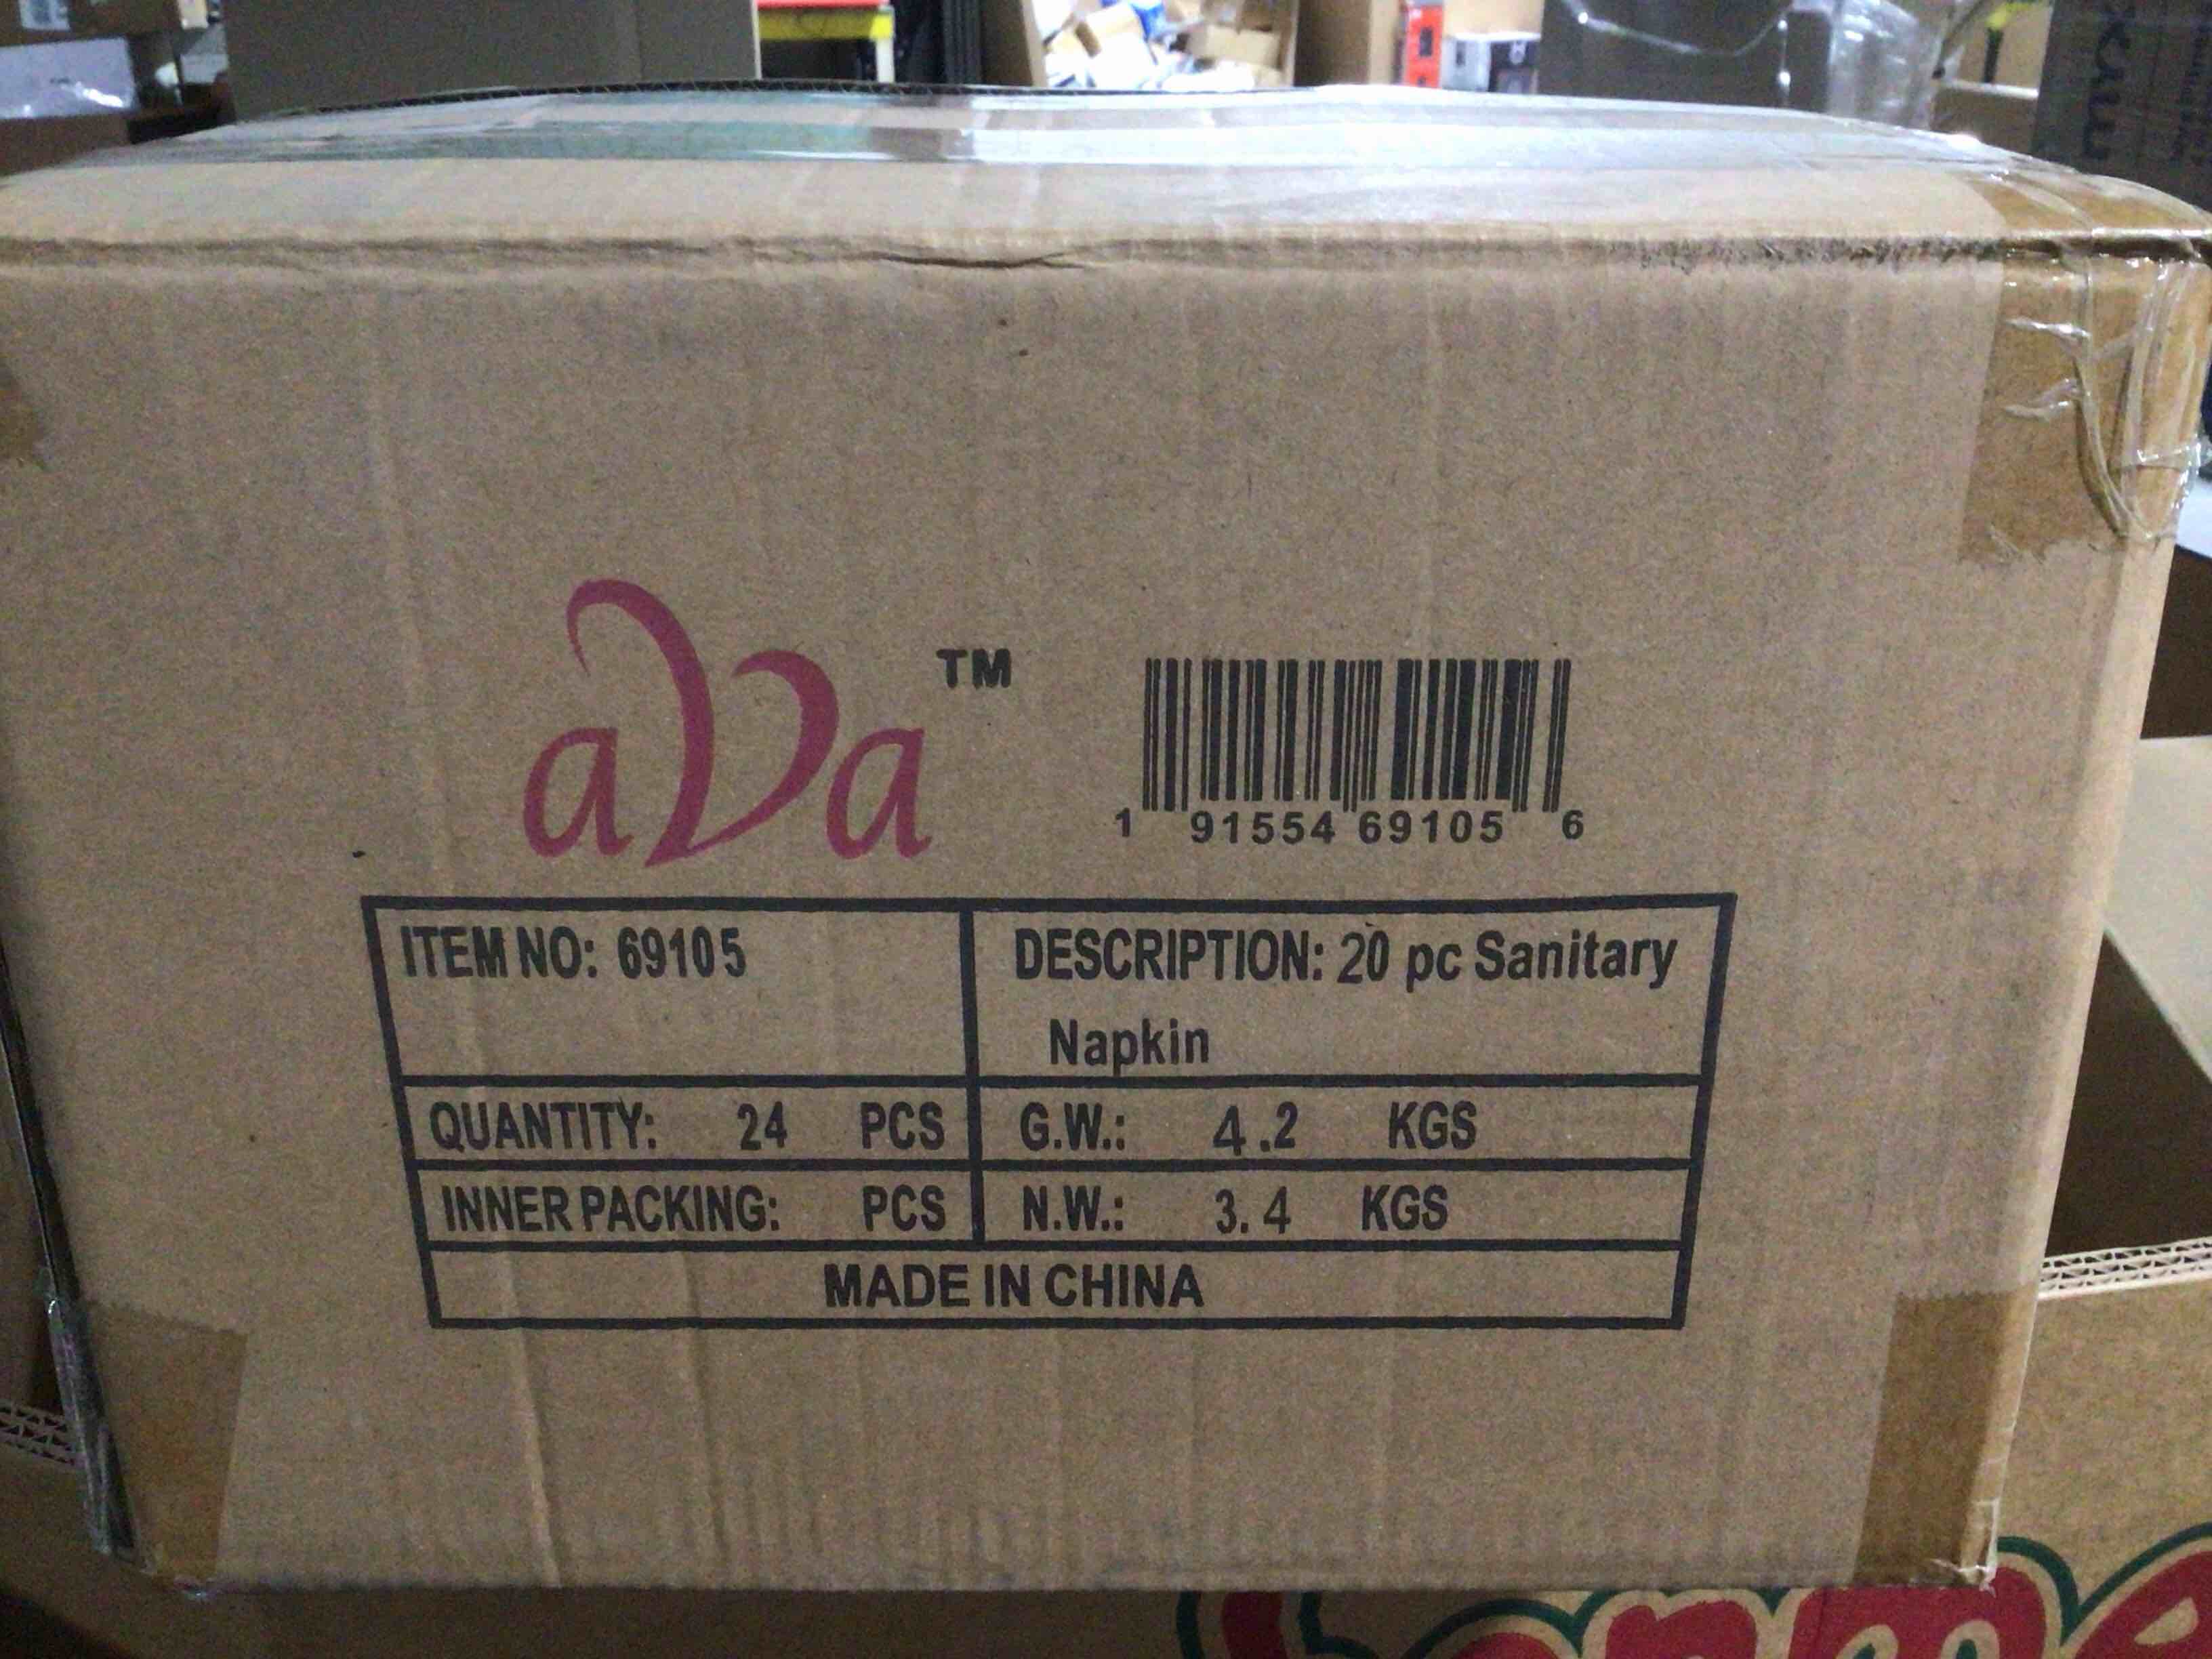 aVa TM
1 91554 69105 6
ITEM NO: 69105
DESCRIPTION: 20 pc Sanitary
Napkin
QUANTITY: 24 PCS
G.W.: 4.2 KGS
INNER PACKING: PCS
N.W.: 3.4 KGS
MADE IN CHINA